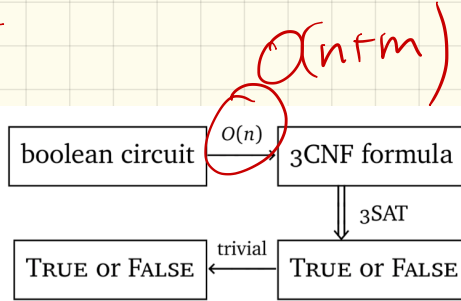 O(n+m)
O(n)
boolean circuit
3CNF formula
3SAT
trivial
TRUE or FALSE
TRUE or FALSE